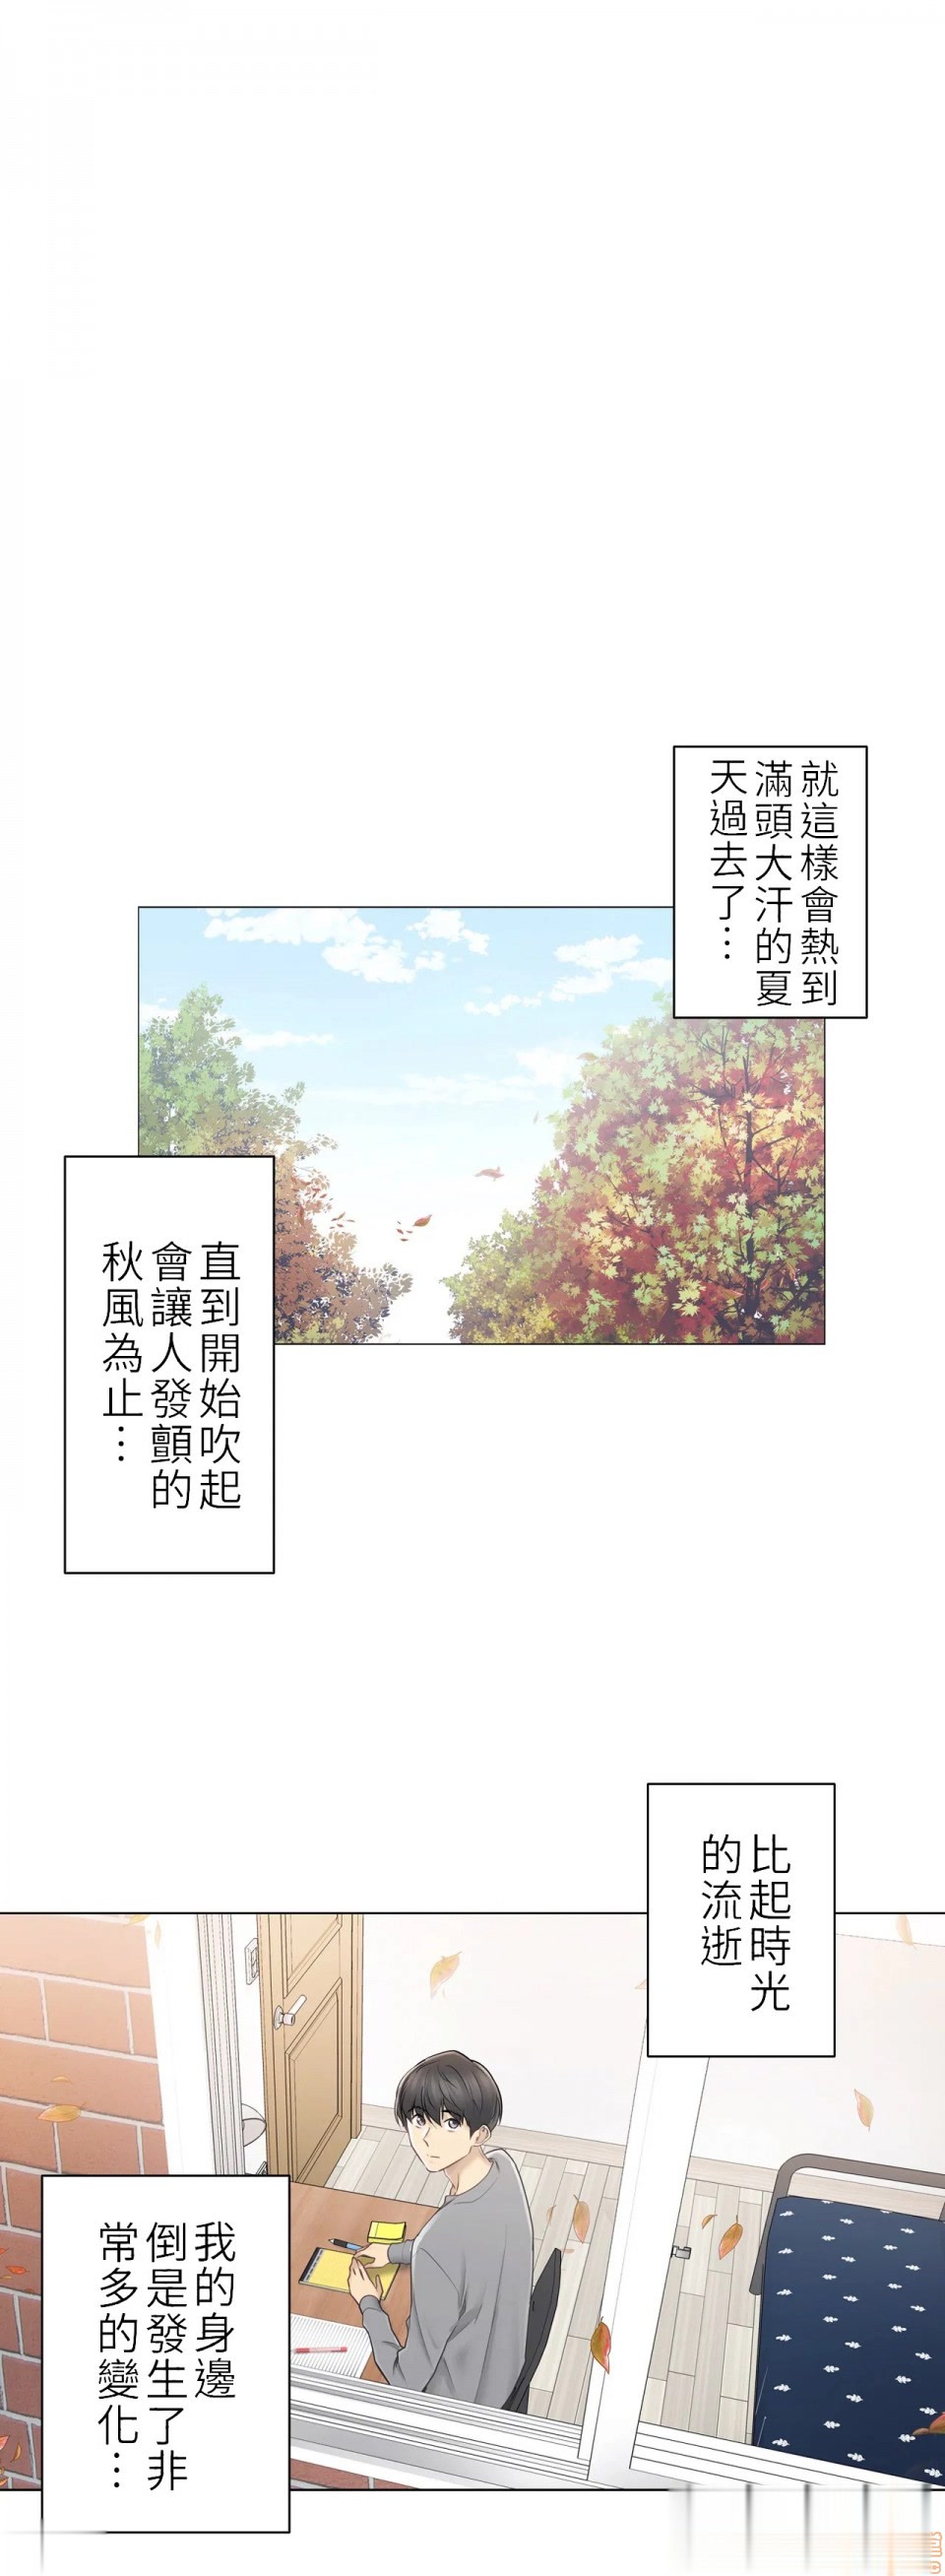 就這樣會熱到
滿頭大汗的夏
天過去了…
直到開始吹起
會讓人發顫的
秋風為止…
比起時光
的流逝
我的身邊
倒是發生了非
常多的變化…